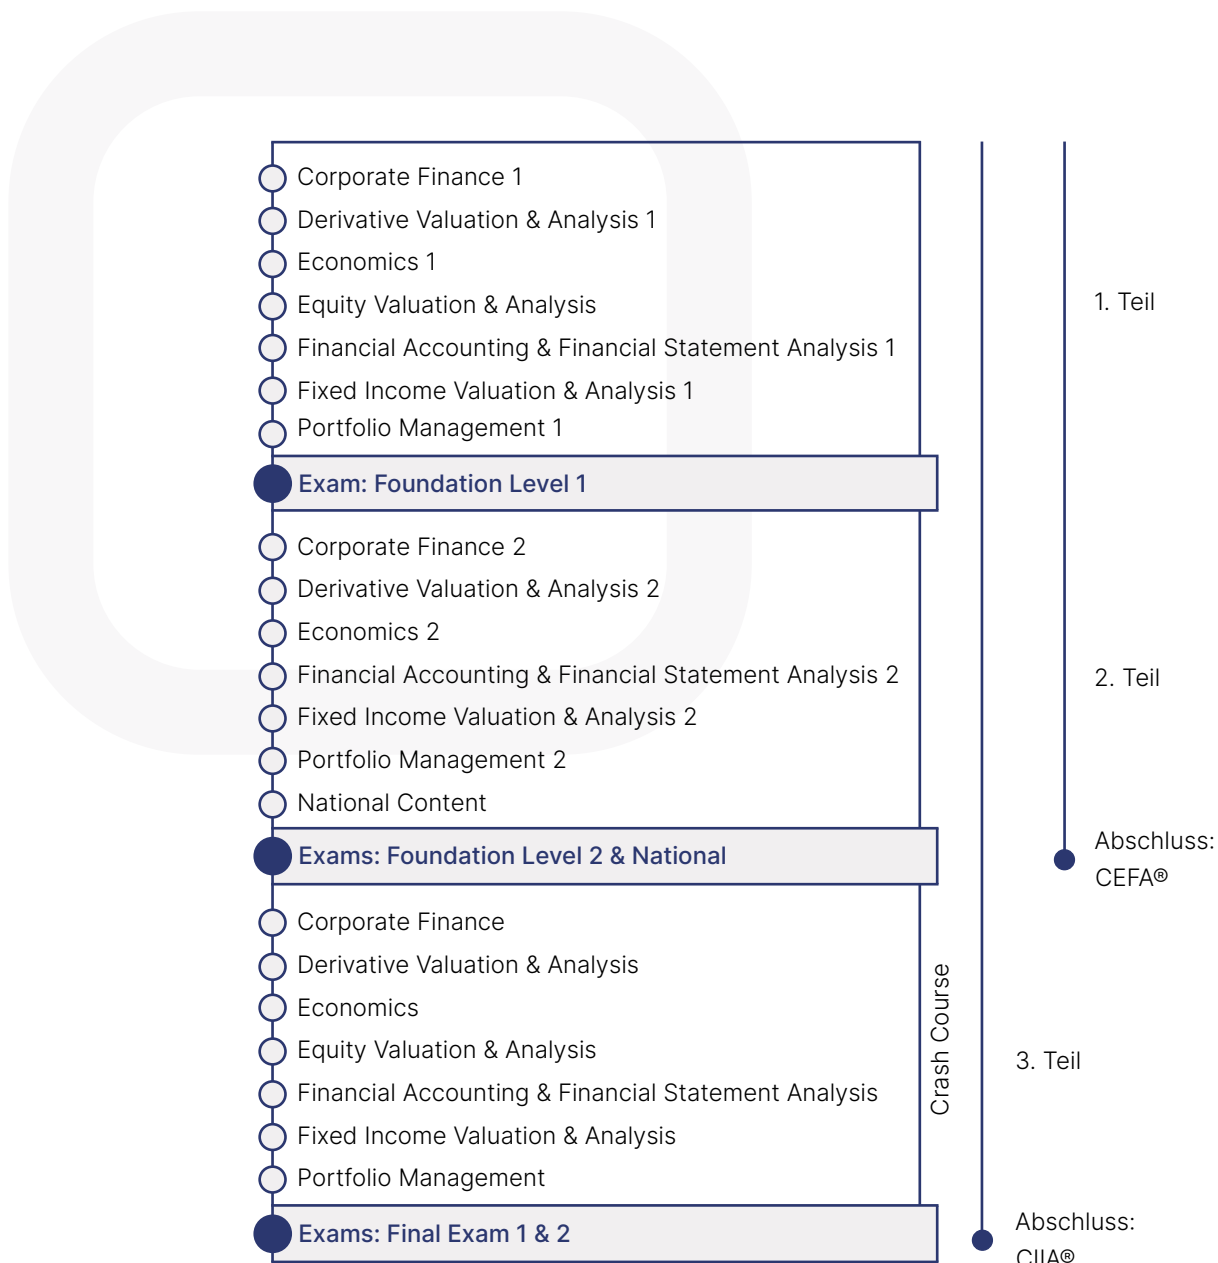 Corporate Finance 1
Derivative Valuation & Analysis 1
Economics 1
Equity Valuation & Analysis
Financial Accounting & Financial Statement Analysis 1
Fixed Income Valuation & Analysis 1
Portfolio Management 1
1. Teil
Exam: Foundation Level 1
Corporate Finance 2
Derivative Valuation & Analysis 2
Economics 2
Financial Accounting & Financial Statement Analysis 2
Fixed Income Valuation & Analysis 2
Portfolio Management 2
National Content
2. Teil
Exams: Foundation Level 2 & National
Abschluss:
CEFA®
Corporate Finance
Derivative Valuation & Analysis
Economics
Equity Valuation & Analysis
Financial Accounting & Financial Statement Analysis
Fixed Income Valuation & Analysis
Portfolio Management
Crash Course
3. Teil
Exams: Final Exam 1 & 2
Abschluss:
CIIA®